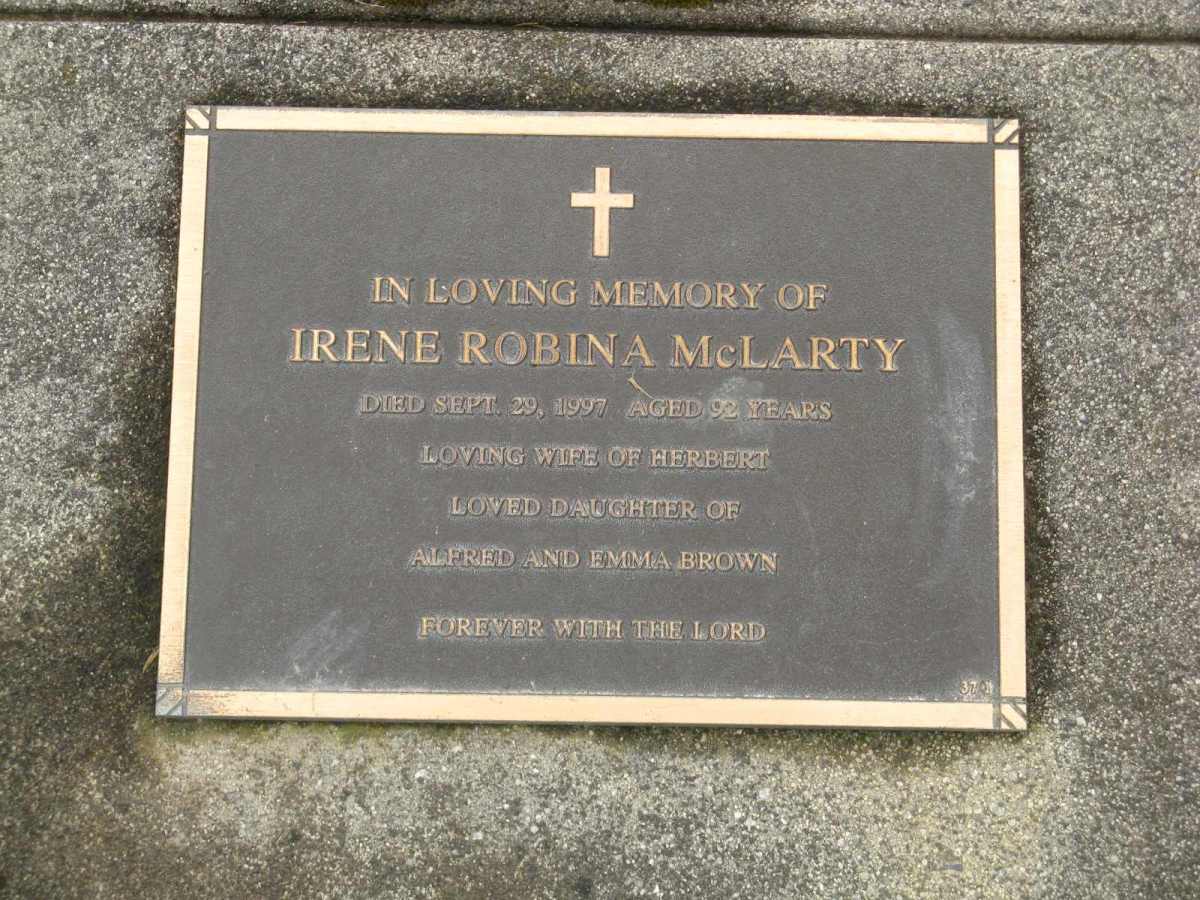 IN LOVING MEMORY OF
IRENE ROBINA McLARTY
DIED SEPT. 29, 1997 AGED 92 YEARS
LOVING WIFE OF HERBERT
LOVED DAUGHTER OF
ALFRED AND EMMA BROWN
FOREVER WITH THE LORD